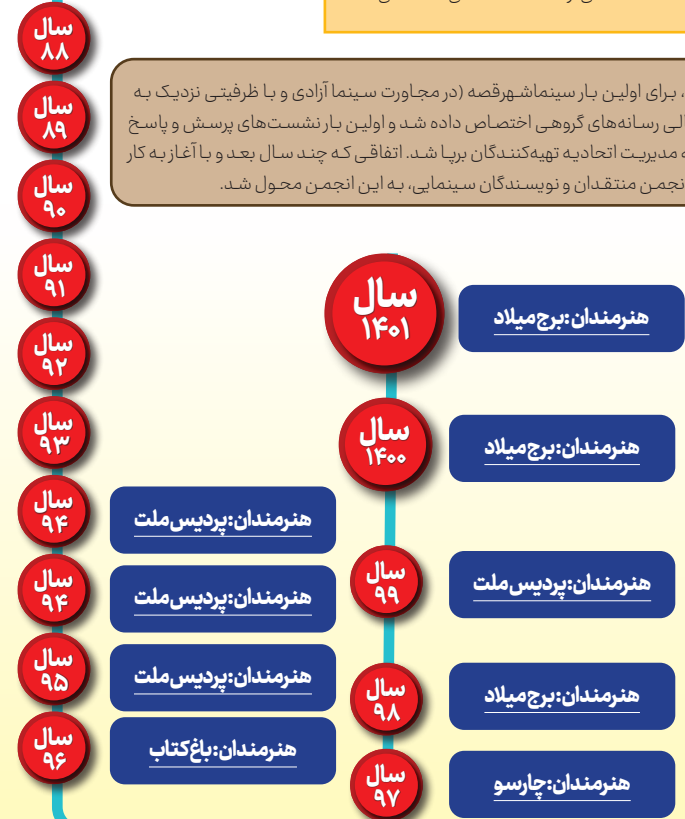 سال
۸۸
سال
۸۹
، برای اولین بار سینماشهرقصه (در مجاورت سینما آزادی و با ظرفیتی نزدیک به
الی رسانه‌های گروهی اختصاص داده شد و اولین بار نشست‌های پرسش و پاسخ
ه مدیریت اتحادیه تهیه‌کنندگان برپا شد. اتفاقی که چند سال بعد و با آغاز به کار
نجمن منتقدان و نویسندگان سینمایی، به این انجمن محول شد.
سال
۹۰
سال
۹۱
سال
۹۲
سال
۹۳
سال
۹۴
هنرمندان: پردیس ملت
سال
۹۴
هنرمندان: پردیس ملت
سال
۹۵
هنرمندان: پردیس ملت
سال
۹۶
هنرمندان: باغ کتاب
سال
۱۴۰۱
هنرمندان: برج میلاد
سال
۱۴۰۰
هنرمندان: برج میلاد
سال
۹۹
هنرمندان: پردیس ملت
سال
۹۸
هنرمندان: برج میلاد
سال
۹۷
هنرمندان: چارسو